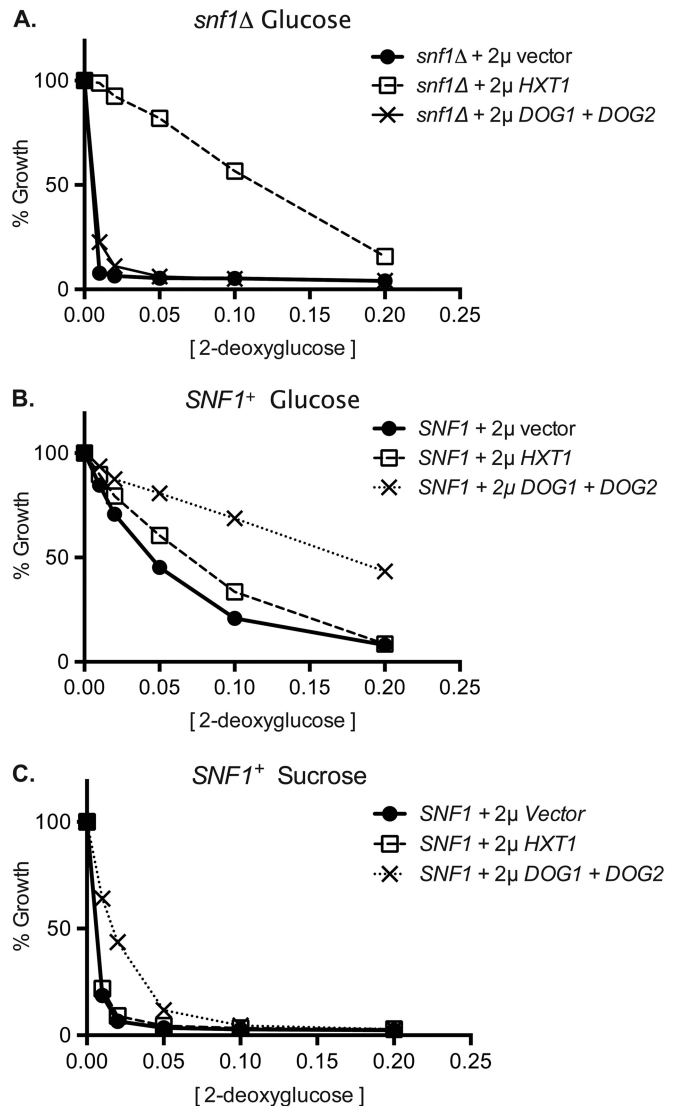 A. snf1Δ Glucose
snf1Δ + 2μ vector
snf1Δ + 2μ HXT1
snf1Δ + 2μ DOG1 + DOG2
100
50
0
% Growth
0.00 0.05 0.10 0.15 0.20 0.25
[ 2-deoxyglucose ]
B. SNF1⁺ Glucose
SNF1 + 2μ vector
SNF1 + 2μ HXT1
SNF1 + 2μ DOG1 + DOG2
100
50
0
% Growth
0.00 0.05 0.10 0.15 0.20 0.25
[ 2-deoxyglucose ]
C. SNF1⁺ Sucrose
SNF1 + 2μ Vector
SNF1 + 2μ HXT1
SNF1 + 2μ DOG1 + DOG2
100
50
0
% Growth
0.00 0.05 0.10 0.15 0.20 0.25
[ 2-deoxyglucose ]